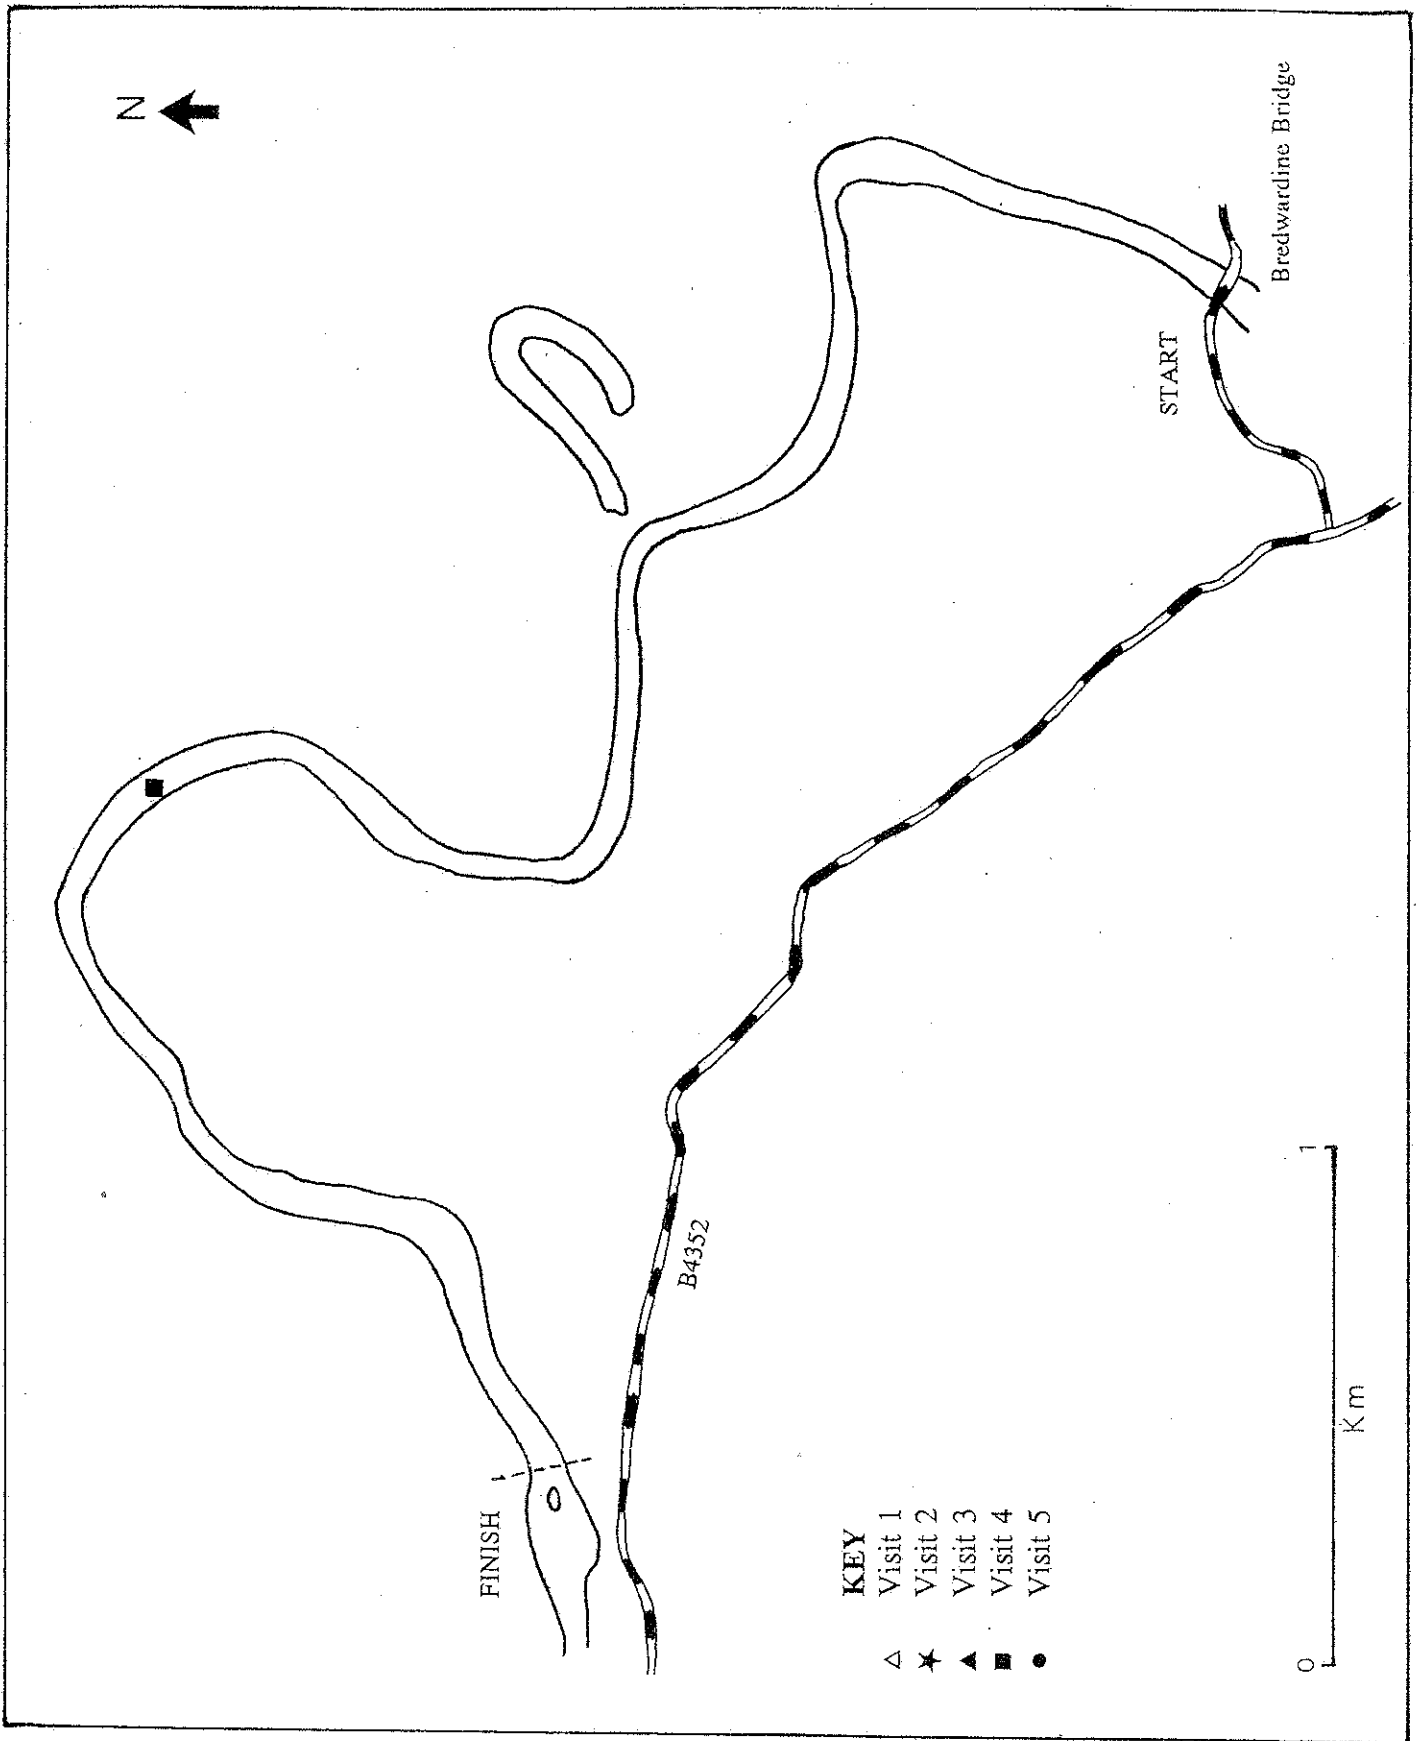 N
FINISH
START
Bredwardine Bridge
B4352
KEY
Visit 1
Visit 2
Visit 3
Visit 4
Visit 5
0 1
Km